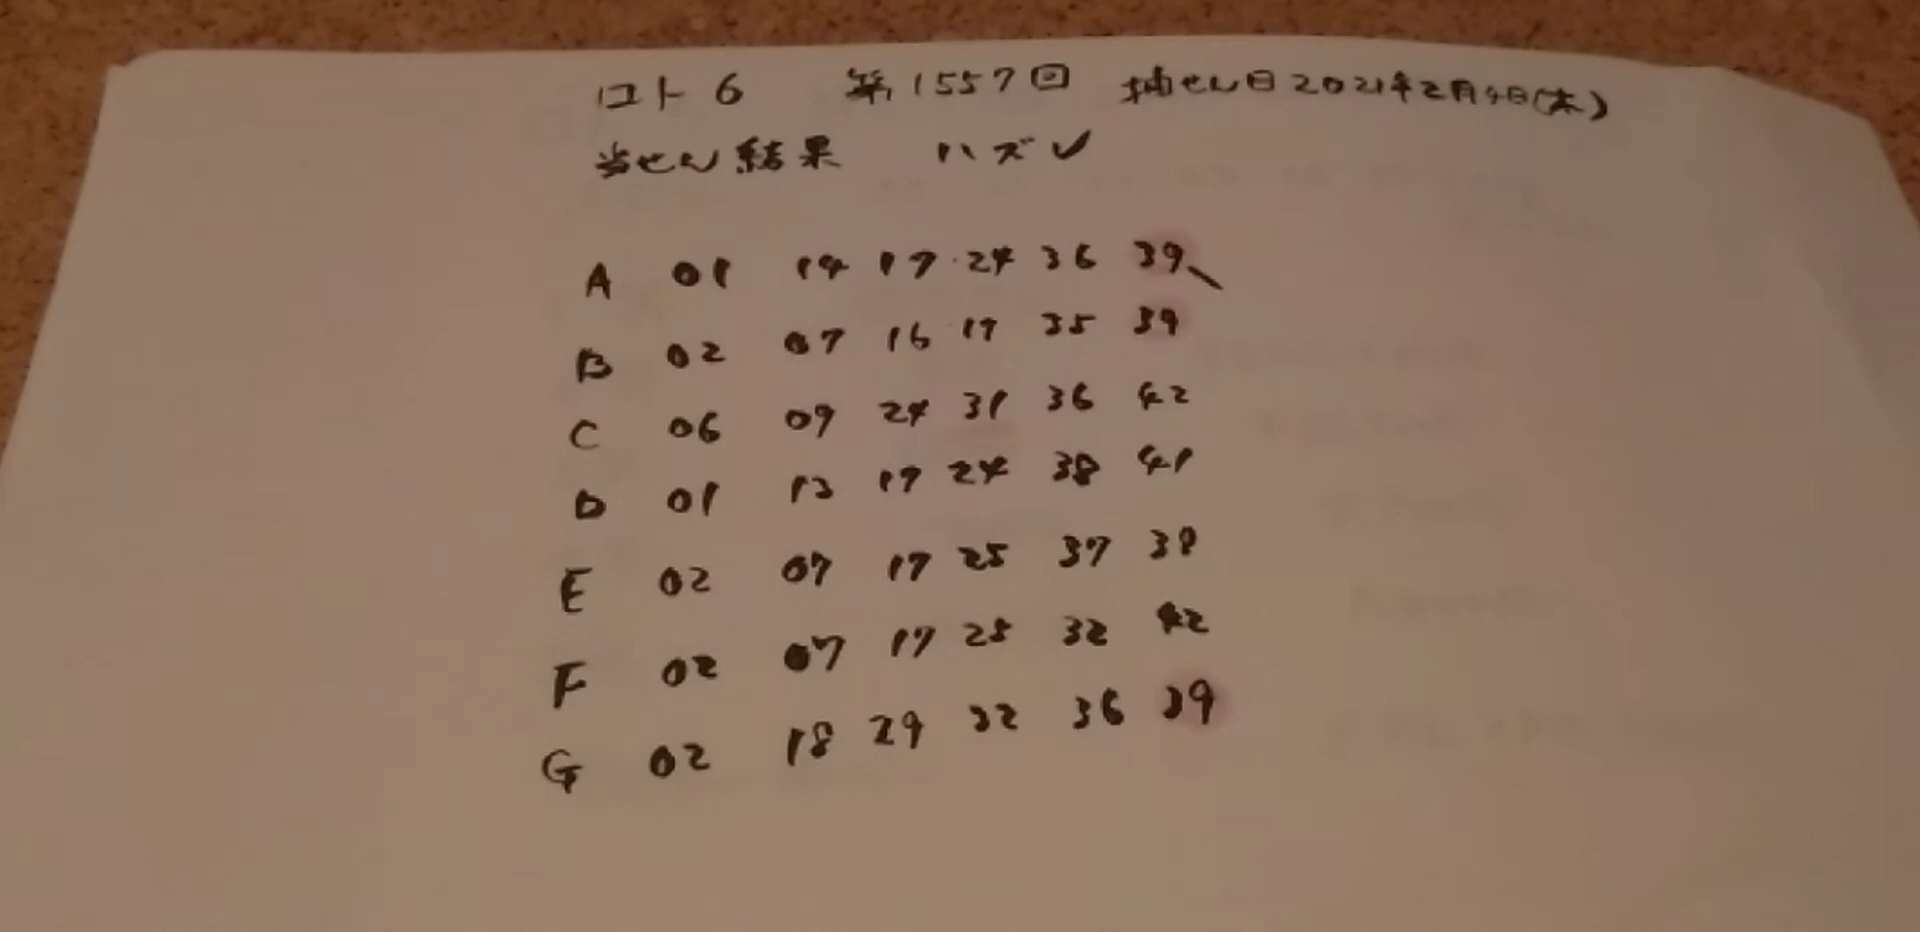 ロト6 第1557回 抽せん日2021年2月4日(木)
当せん結果 ハズレ
A 01 14 17 24 36 39
B 02 07 16 17 35 39
C 06 09 24 31 36 42
D 01 13 17 24 38 41
E 02 07 17 25 37 38
F 02 07 17 25 32 42
G 02 18 29 32 36 39